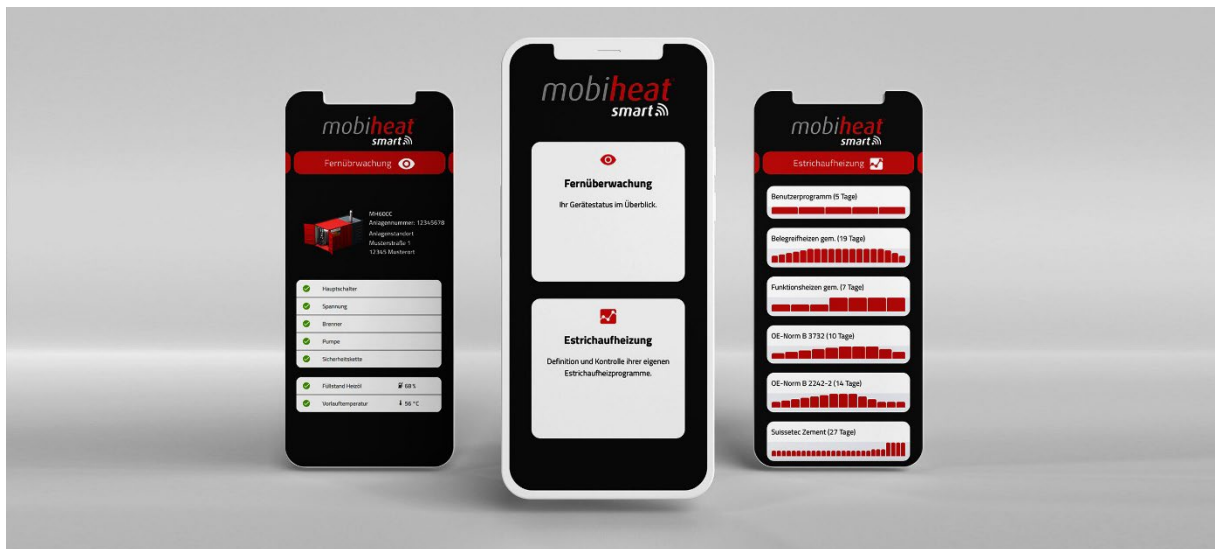 mobiheat
smart
Fernübrwachung
MH600C
Anlagennummer: 12345678
Anlagenstandort
Musterstraße 1
12345 Musterort
Hauptschalter
Spannung
Brenner
Pumpe
Sicherheitskette
Füllstand Heizöl 68 %
Vorlauftemperatur 56 °C
mobiheat
smart
Fernüberwachung
Ihr Gerätestatus im Überblick.
Estrichaufheizung
Definition und Kontrolle ihrer eigenen
Estrichaufheizprogramme.
mobiheat
smart
Estrichaufheizung
Benutzerprogramm (5 Tage)
Belegreifheizen gem. (19 Tage)
Funktionsheizen gem. (7 Tage)
OE-Norm B 3732 (10 Tage)
OE-Norm B 2242-2 (14 Tage)
Suissetec Zement (27 Tage)